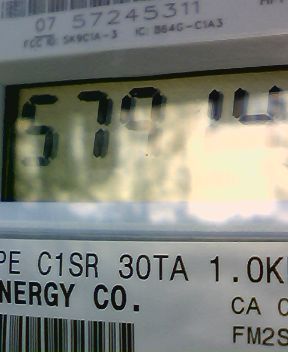 07 57245311
FCC ID: SK9C1A-3 IC: 864G-C1A3
579 14
PE C1SR 30TA 1.0K
NERGY CO.
CA
FM2S